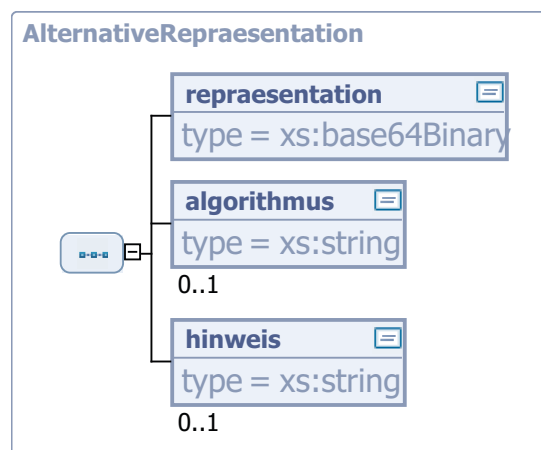 AlternativeRepraesentation
repraesentation
type = xs:base64Binary
algorithmus
type = xs:string
0..1
hinweis
type = xs:string
0..1